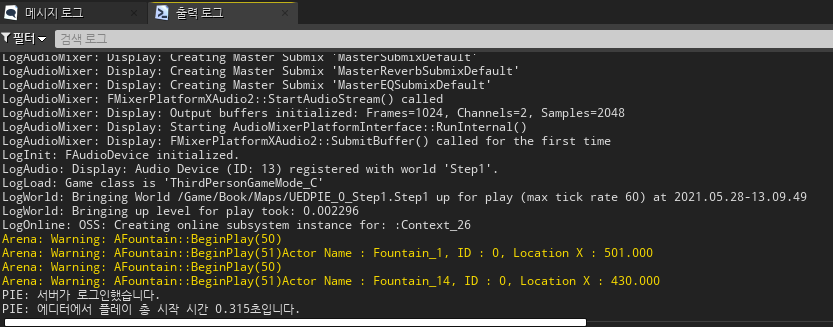 메시지 로그
출력 로그
필터
검색 로그
LogAudioMixer: Display: Creating Master Submix 'MasterSubmixDefault'
LogAudioMixer: Display: Creating Master Submix 'MasterReverbSubmixDefault'
LogAudioMixer: Display: Creating Master Submix 'MasterEQSubmixDefault'
LogAudioMixer: FMixerPlatformXAudio2::StartAudioStream() called
LogAudioMixer: Display: Output buffers initialized: Frames=1024, Channels=2, Samples=2048
LogAudioMixer: Display: Starting AudioMixerPlatformInterface::RunInternal()
LogAudioMixer: Display: FMixerPlatformXAudio2::SubmitBuffer() called for the first time
LogInit: FAudioDevice initialized.
LogAudio: Display: Audio Device (ID: 13) registered with world 'Step1'.
LogLoad: Game class is 'ThirdPersonGameMode_C'
LogWorld: Bringing World /Game/Book/Maps/UEDPIE_0_Step1.Step1 up for play (max tick rate 60) at 2021.05.28-13.09.49
LogWorld: Bringing up level for play took: 0.002296
LogOnline: OSS: Creating online subsystem instance for: :Context_26
Arena: Warning: AFountain::BeginPlay(50)
Arena: Warning: AFountain::BeginPlay(51)Actor Name : Fountain_1, ID : 0, Location X : 501.000
Arena: Warning: AFountain::BeginPlay(50)
Arena: Warning: AFountain::BeginPlay(51)Actor Name : Fountain_14, ID : 0, Location X : 430.000
PIE: 서버가 로그인했습니다.
PIE: 에디터에서 플레이 총 시작 시간 0.315초입니다.